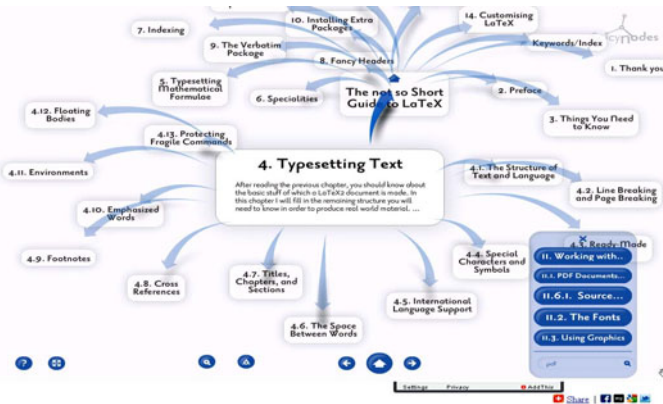 14. Customising
LaTeX
10. Installing Extra
Packages
7. Indexing
9. The Verbatim
Package
Keywords/Index
cynodes
8. Fancy Headers
1. Thank you
5. Typesetting
Mathematical
Formulae
6. Specialities
The not so Short
Guide to LaTeX
2. Preface
3. Things You Need
to Know
4.12. Floating
Bodies
4.13. Protecting
Fragile Commands
4. Typesetting Text
After reading the previous chapter, you should know about
the basic stuff of which a LaTeX2 document is made. In
this chapter I will fill in the remaining structure you will
need to know in order to produce real world material. ...
4.11. Environments
4.1. The Structure of
Text and Language
4.2. Line Breaking
and Page Breaking
4.10. Emphasized
Words
4.3. Ready-Made
4.9. Footnotes
4.8. Cross
References
4.7. Titles,
Chapters, and
Sections
4.6. The Space
Between Words
4.5. International
Language Support
4.4. Special
Characters and
Symbols
11. Working with...
11.1. PDF Documents...
11.6.1. Source...
11.2. The Fonts
11.3. Using Graphics
pdf
Settings Privacy AddThis
Share